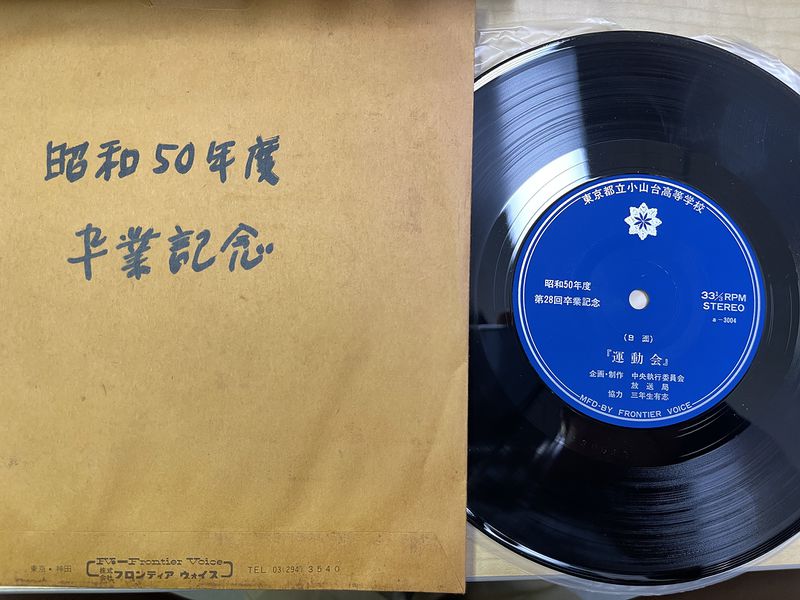 昭和50年度
卒業記念
東京・神田
FV—Frontier Voice
株式会社フロンティア ヴォイス
TEL 03(294)3540
東京都立小山台高等学校
昭和50年度
第28回卒業記念
33⅓RPM
STEREO
a-3004
(B 面)
『運動会』
企画・制作 中央執行委員会
放送局
協力 三年生有志
MFD-BY FRONTIER VOICE